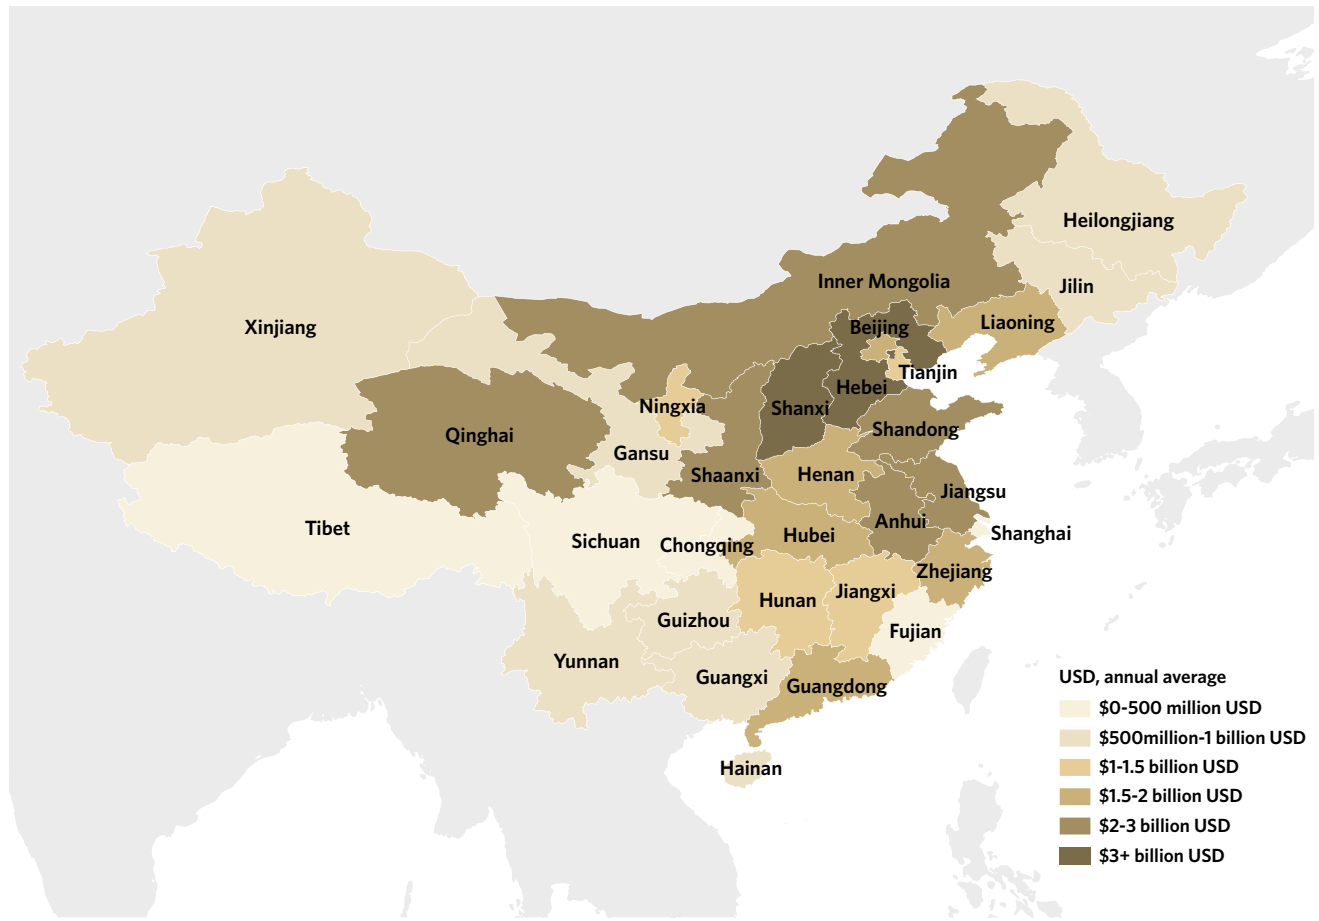 Heilongjiang
Inner Mongolia
Jilin
Xinjiang
Beijing
Liaoning
Tianjin
Hebei
Ningxia
Shanxi
Qinghai
Shandong
Gansu
Shaanxi
Henan
Jiangsu
Tibet
Anhui
Shanghai
Sichuan
Chongqing
Hubei
Zhejiang
Hunan
Jiangxi
Guizhou
Fujian
Yunnan
Guangxi
Guangdong
Hainan
USD, annual average
$0-500 million USD
$500million-1 billion USD
$1-1.5 billion USD
$1.5-2 billion USD
$2-3 billion USD
$3+ billion USD